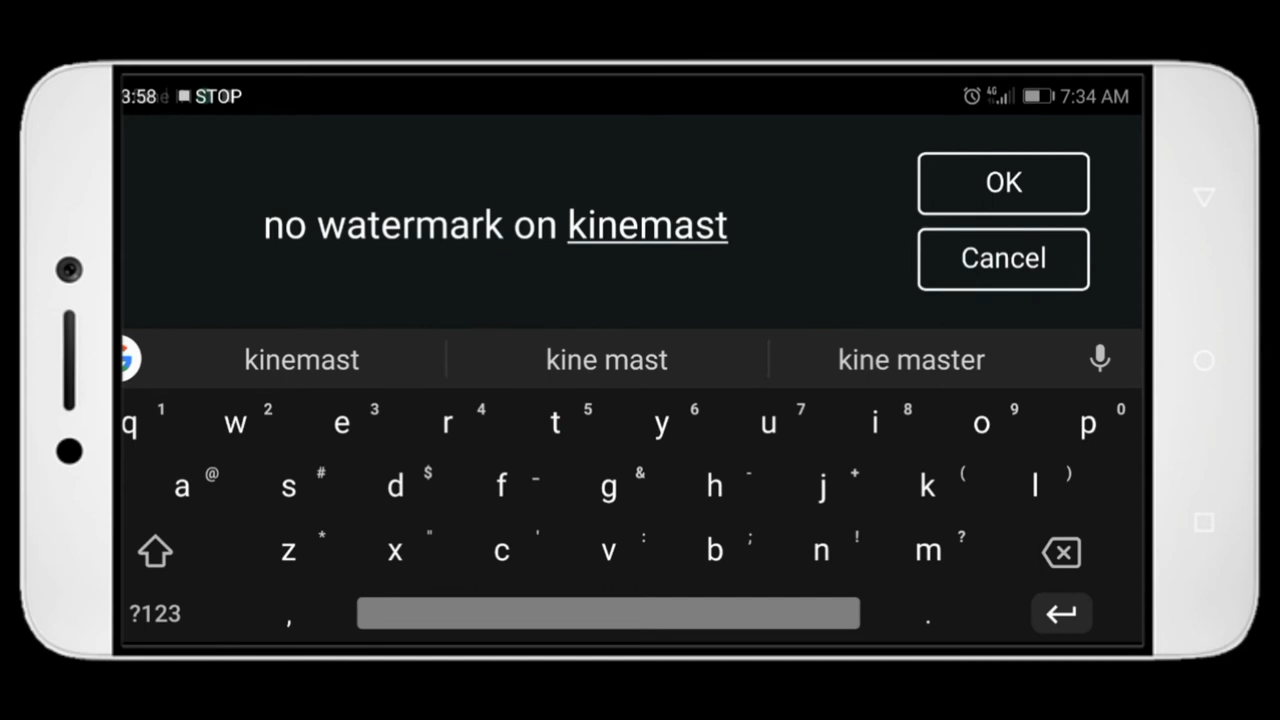 3:58 STOP 4G 7:34 AM
no watermark on kinemast
OK
Cancel
kinemast kine mast kine master
q 1 w 2 e 3 r 4 t 5 y 6 u 7 i 8 o 9 p 0
a @ s # d $ f _ g & h - j + k ( l )
z * x " c ' v : b ; n ! m ?
?123 , .